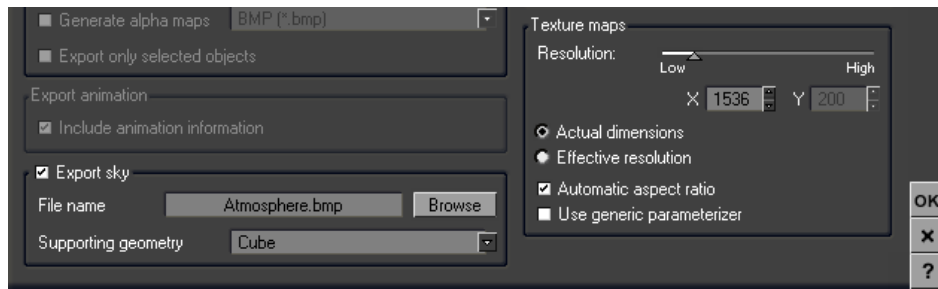 Generate alpha maps BMP (*.bmp)
Export only selected objects
Export animation
Include animation information
Export sky
File name Atmosphere.bmp Browse
Supporting geometry Cube
Texture maps
Resolution:
Low High
X 1536 Y 200
Actual dimensions
Effective resolution
Automatic aspect ratio
Use generic parameterizer
OK
×
?